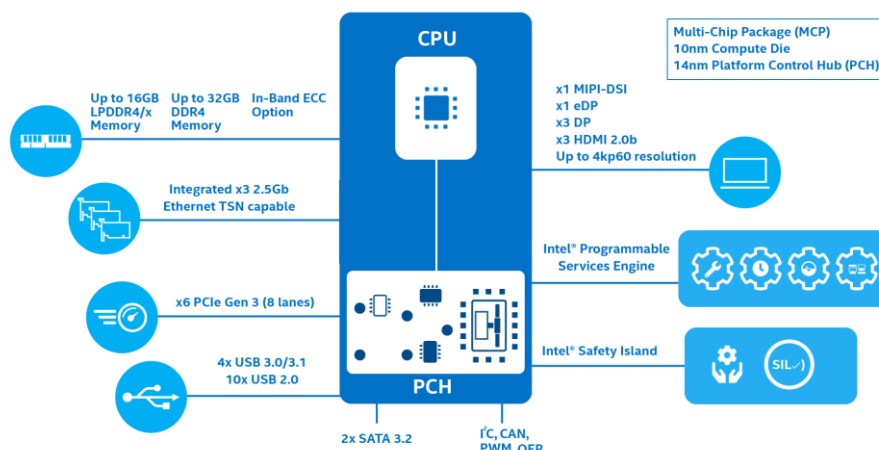 CPU
Multi-Chip Package (MCP)
10nm Compute Die
14nm Platform Control Hub (PCH)
Up to 16GB
LPDDR4/x
Memory
Up to 32GB
DDR4
Memory
In-Band ECC
Option
x1 MIPI-DSI
x1 eDP
x3 DP
x3 HDMI 2.0b
Up to 4kp60 resolution
Integrated x3 2.5Gb
Ethernet TSN capable
Intel® Programmable
Services Engine
x6 PCIe Gen 3 (8 lanes)
4x USB 3.0/3.1
10x USB 2.0
Intel® Safety Island
SIL
PCH
2x SATA 3.2
I²C, CAN,
PWM, QEP